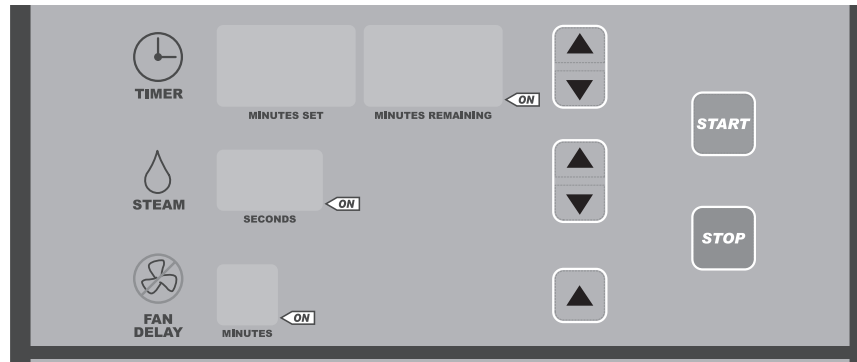 TIMER
MINUTES SET
MINUTES REMAINING
ON
START
STEAM
SECONDS
ON
STOP
FAN
DELAY
MINUTES
ON